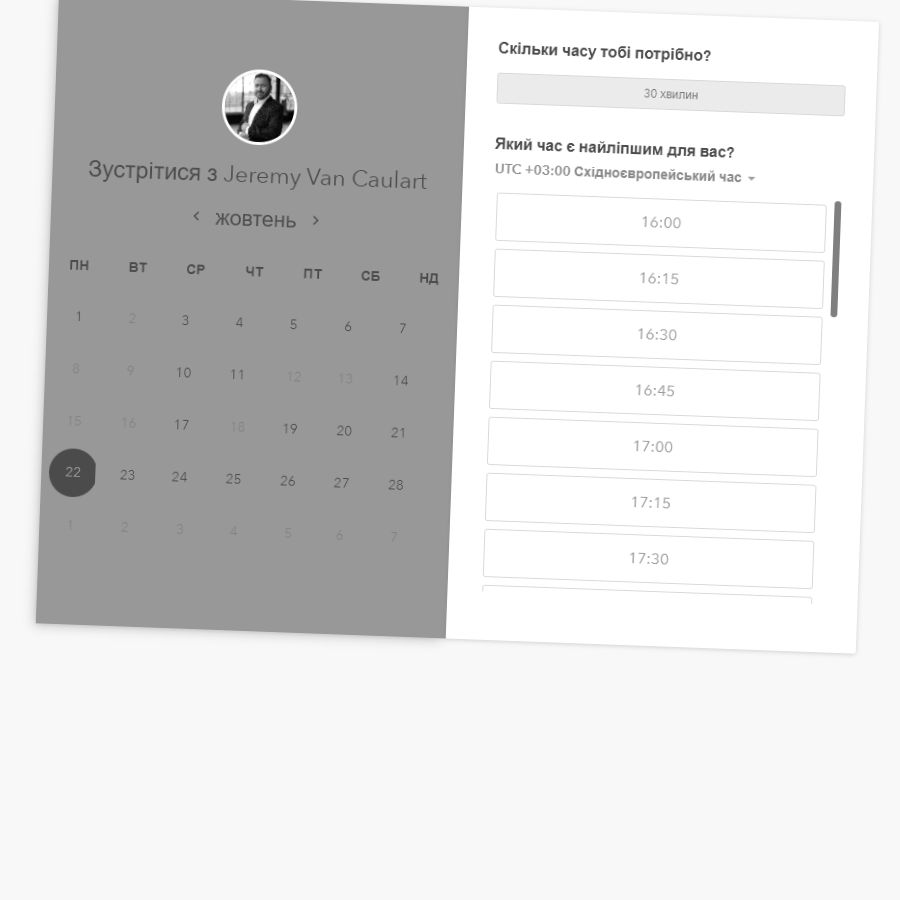 Зустрітися з Jeremy Van Caulart
жовтень
ПН ВТ СР ЧТ ПТ СБ НД
1 2 3 4 5 6 7
8 9 10 11 12 13 14
15 16 17 18 19 20 21
22 23 24 25 26 27 28
1 2 3 4 5 6 7
Скільки часу тобі потрібно?
30 хвилин
Який час є найліпшим для вас?
UTC +03:00 Східноєвропейський час
16:00
16:15
16:30
16:45
17:00
17:15
17:30